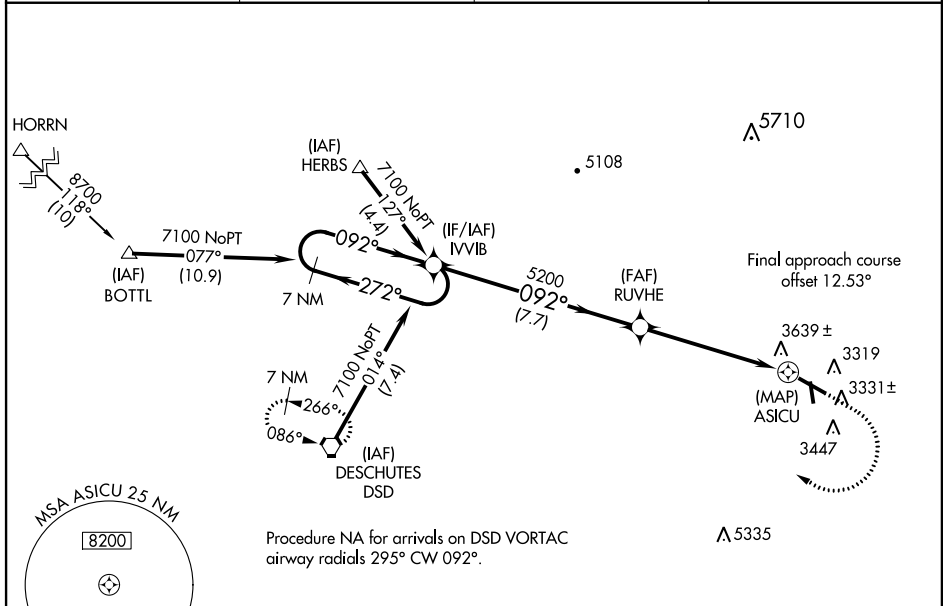 HORRN
8700
118°
(10)
(IAF)
BOTTL
7100 NoPT
077°
(10.9)
(IAF)
HERBS
7100 NoPT
127°
(4.4)
(IF/IAF)
IVVIB
092°
272°
7 NM
5108
5710
5200
092°
(7.7)
(FAF)
RUVHE
Final approach course
offset 12.53°
3639 ±
3319
3331±
3447
(MAP)
ASICU
7100 NoPT
014°
(7.4)
7 NM
266°
086°
(IAF)
DESCHUTES
DSD
5335
MSA ASICU 25 NM
8200
Procedure NA for arrivals on DSD VORTAC
airway radials 295° CW 092°.